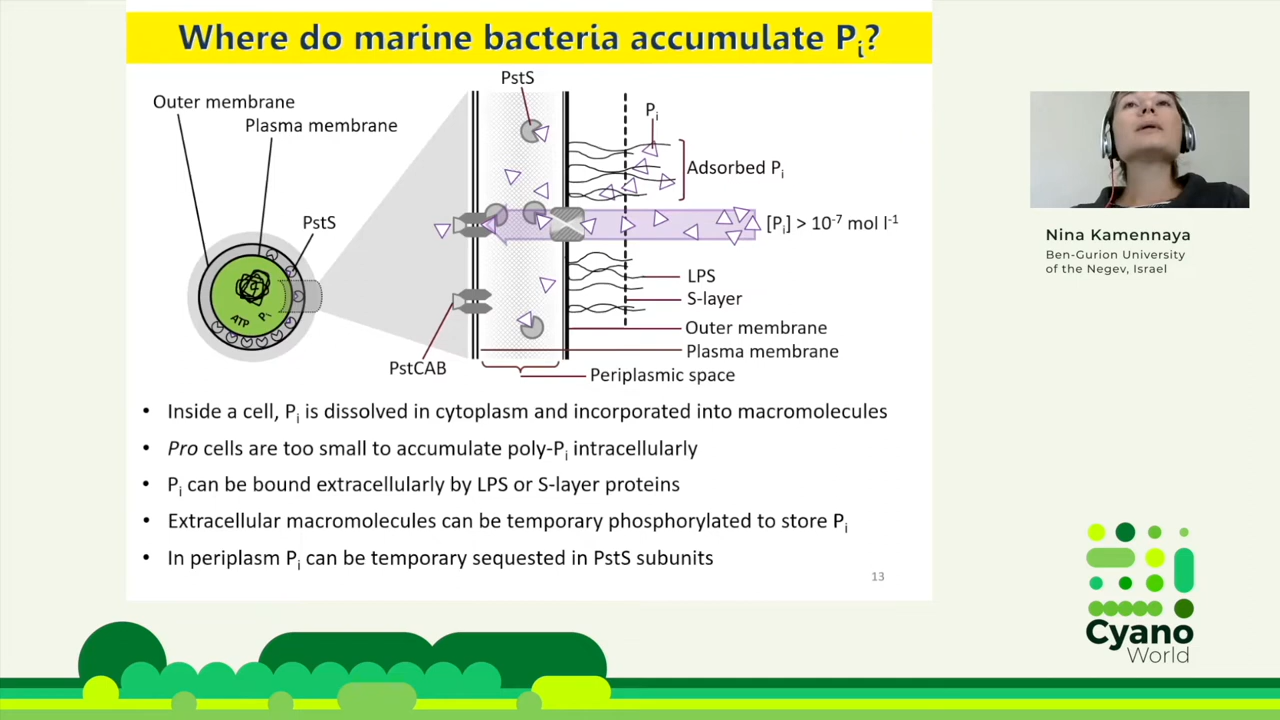 Where do marine bacteria accumulate Pi?
Outer membrane
Plasma membrane
PstS
ATP
Pi
PstS
Pi
Adsorbed Pi
[Pi] > 10-7 mol l-1
LPS
S-layer
Outer membrane
Plasma membrane
Periplasmic space
PstCAB
• Inside a cell, Pi is dissolved in cytoplasm and incorporated into macromolecules
• Pro cells are too small to accumulate poly-Pi intracellularly
• Pi can be bound extracellularly by LPS or S-layer proteins
• Extracellular macromolecules can be temporary phosphorylated to store Pi
• In periplasm Pi can be temporary sequested in PstS subunits
13
Nina Kamennaya
Ben-Gurion University
of the Negev, Israel
Cyano
World